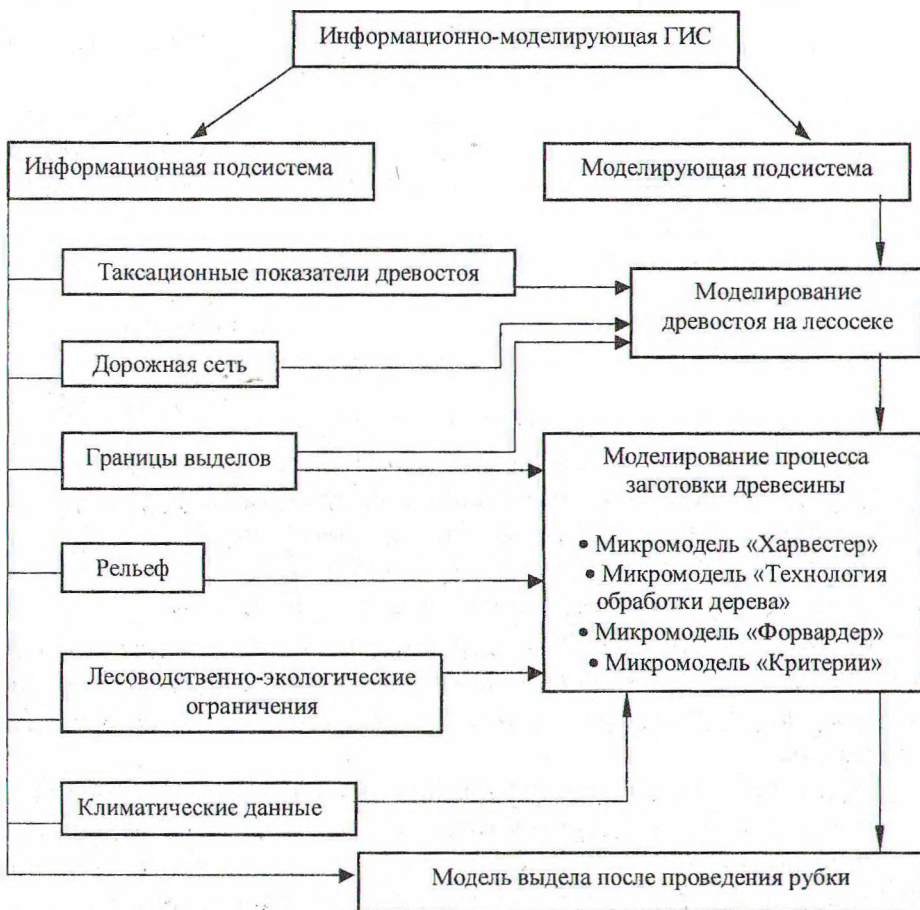 Информационно-моделирующая ГИС
Информационная подсистема
Моделирующая подсистема
Таксационные показатели древостоя
Моделирование
древостоя на лесосеке
Дорожная сеть
Границы выделов
Моделирование процесса
заготовки древесины
• Микромодель «Харвестер»
• Микромодель «Технология
обработки дерева»
• Микромодель «Форвардер»
• Микромодель «Критерии»
Рельеф
Лесоводственно-экологические
ограничения
Климатические данные
Модель выдела после проведения рубки